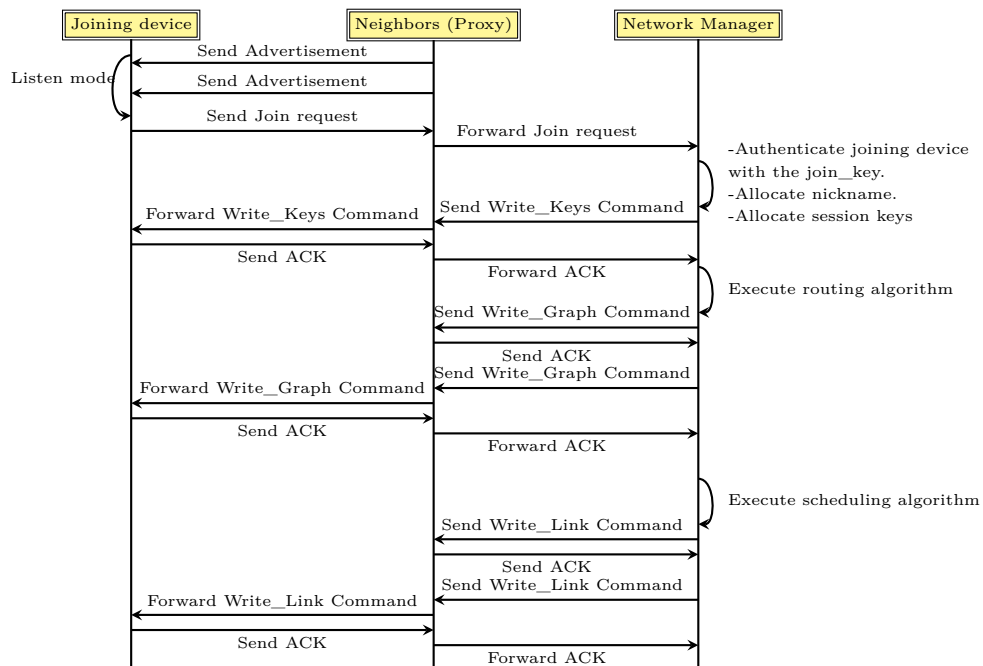 Joining device
Neighbors (Proxy)
Network Manager
Send Advertisement
Listen mode
Send Advertisement
Send Join request
Forward Join request
-Authenticate joining device
with the join_key.
-Allocate nickname.
-Allocate session keys
Send Write_Keys Command
Forward Write_Keys Command
Send ACK
Forward ACK
Execute routing algorithm
Send Write_Graph Command
Send ACK
Send Write_Graph Command
Forward Write_Graph Command
Send ACK
Forward ACK
Execute scheduling algorithm
Send Write_Link Command
Send ACK
Send Write_Link Command
Forward Write_Link Command
Send ACK
Forward ACK